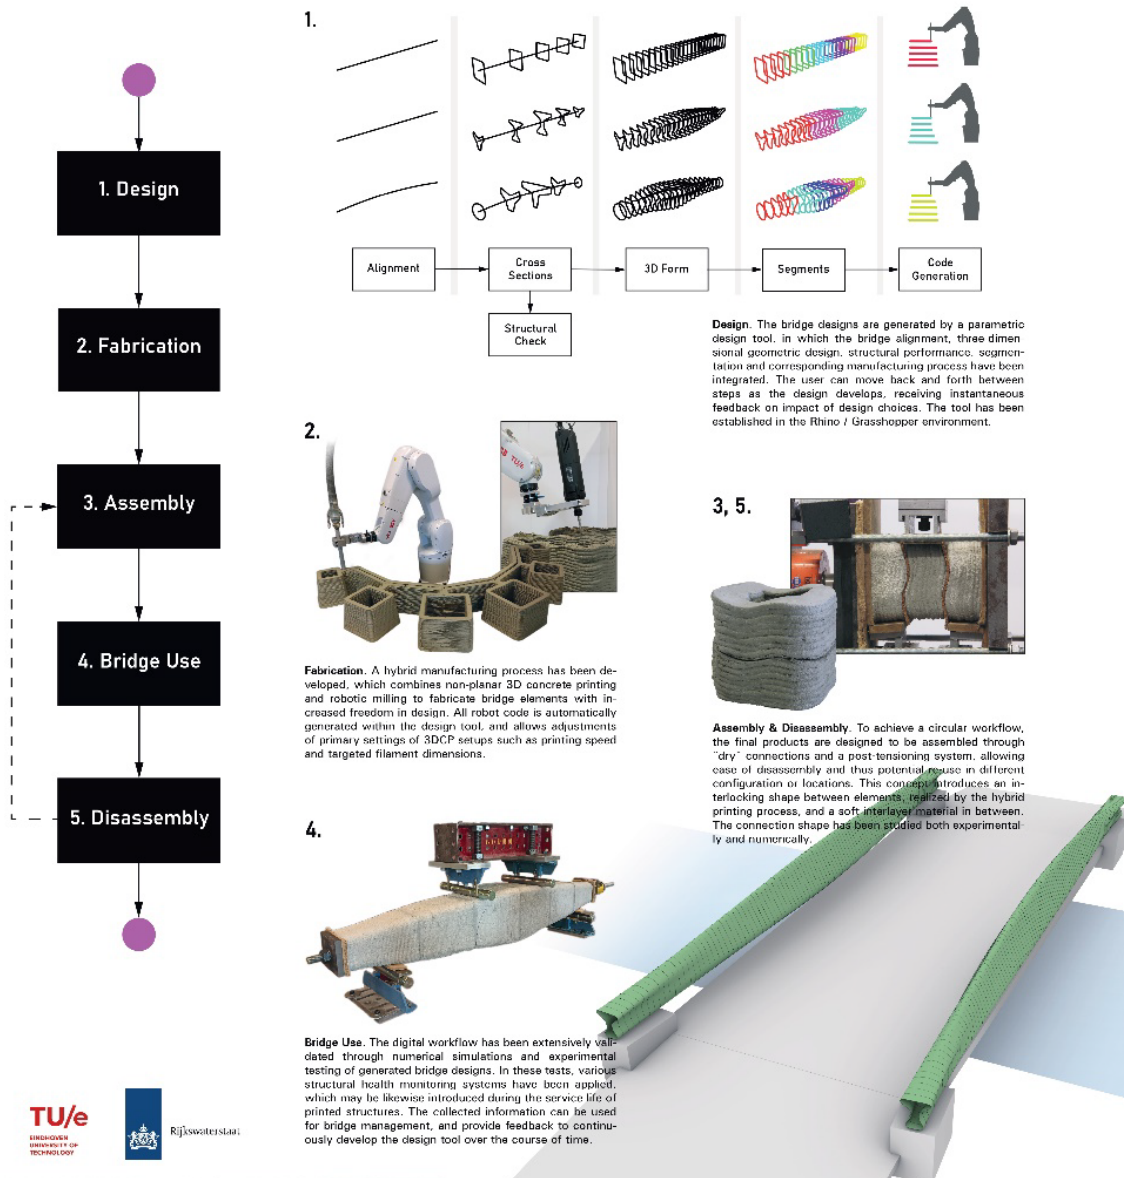 1. Design
2. Fabrication
3. Assembly
4. Bridge Use
5. Disassembly
1.
Alignment
Cross
Sections
3D Form
Segments
Code
Generation
Structural
Check
Design. The bridge designs are generated by a parametric
design tool, in which the bridge alignment, three-dimen-
sional geometric design, structural performance, segmen-
tation and corresponding manufacturing process have been
integrated. The user can move back and forth between
steps as the design develops, receiving instantaneous
feedback on impact of design choices. The tool has been
established in the Rhino / Grasshopper environment.
2.
TU/e
Fabrication. A hybrid manufacturing process has been de-
veloped, which combines non-planar 3D concrete printing
and robotic milling to fabricate bridge elements with in-
creased freedom in design. All robot code is automatically
generated within the design tool, and allows adjustments
of primary settings of 3DCP setups such as printing speed
and targeted filament dimensions.
3, 5.
Assembly & Disassembly. To achieve a circular workflow,
the final products are designed to be assembled through
"dry" connections and a post-tensioning system, allowing
ease of disassembly and thus potential re-use in different
configuration or locations. This concept introduces an in-
terlocking shape between elements, realized by the hybrid
printing process, and a soft interlayer material in between.
The connection shape has been studied both experimental-
ly and numerically.
4.
Bridge Use. The digital workflow has been extensively vali-
dated through numerical simulations and experimental
testing of generated bridge designs. In these tests, various
structural health monitoring systems have been applied,
which may be likewise introduced during the service life of
printed structures. The collected information can be used
for bridge management, and provide feedback to continu-
ously develop the design tool over the course of time.
TU/e
EINDHOVEN
UNIVERSITY OF
TECHNOLOGY
Rijkswaterstaat